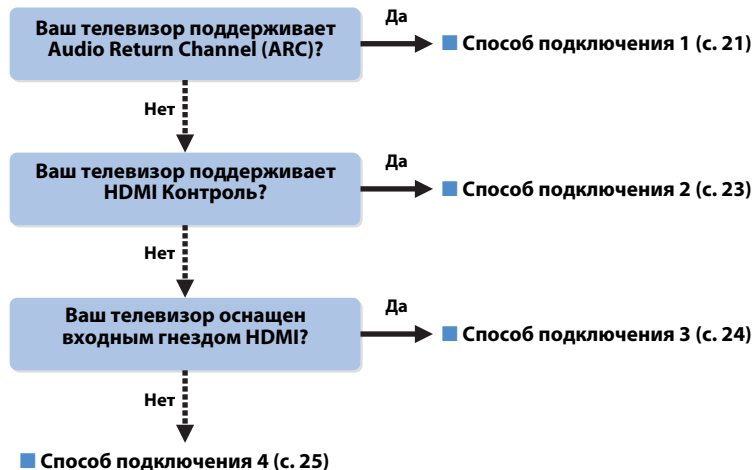 Ваш телевизор поддерживает
Audio Return Channel (ARC)?
Да
■ Способ подключения 1 (с. 21)
Нет
Ваш телевизор поддерживает
HDMI Контроль?
Да
■ Способ подключения 2 (с. 23)
Нет
Ваш телевизор оснащен
входным гнездом HDMI?
Да
■ Способ подключения 3 (с. 24)
Нет
■ Способ подключения 4 (с. 25)